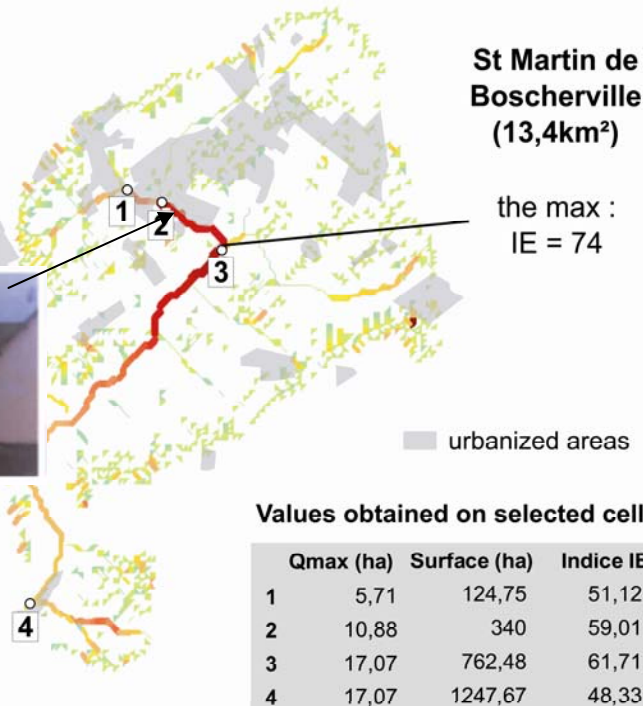 St Martin de
Boscherville
(13,4km²)
the max :
IE = 74
1
2
3
urbanized areas
4
Values obtained on selected cell
Qmax (ha) Surface (ha) Indice IE
1 5,71 124,75 51,12
2 10,88 340 59,01
3 17,07 762,48 61,71
4 17,07 1247,67 48,33